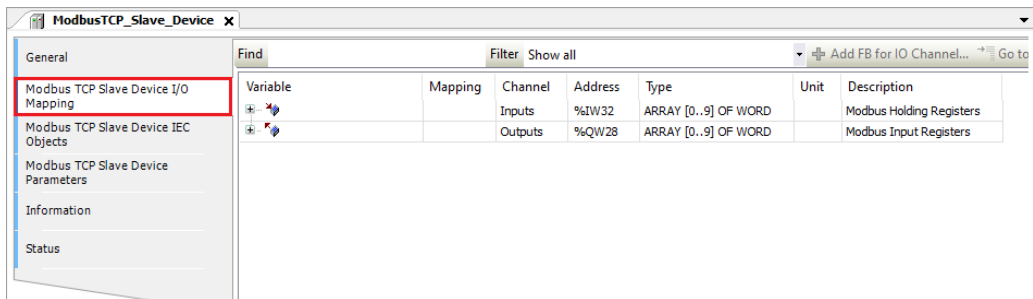 ModbusTCP_Slave_Device X
General
Modbus TCP Slave Device I/O
Mapping
Modbus TCP Slave Device IEC
Objects
Modbus TCP Slave Device
Parameters
Information
Status
Find Filter Show all Add FB for IO Channel... Go to
Variable Mapping Channel Address Type Unit Description
Inputs %IW32 ARRAY [0..9] OF WORD Modbus Holding Registers
Outputs %QW28 ARRAY [0..9] OF WORD Modbus Input Registers